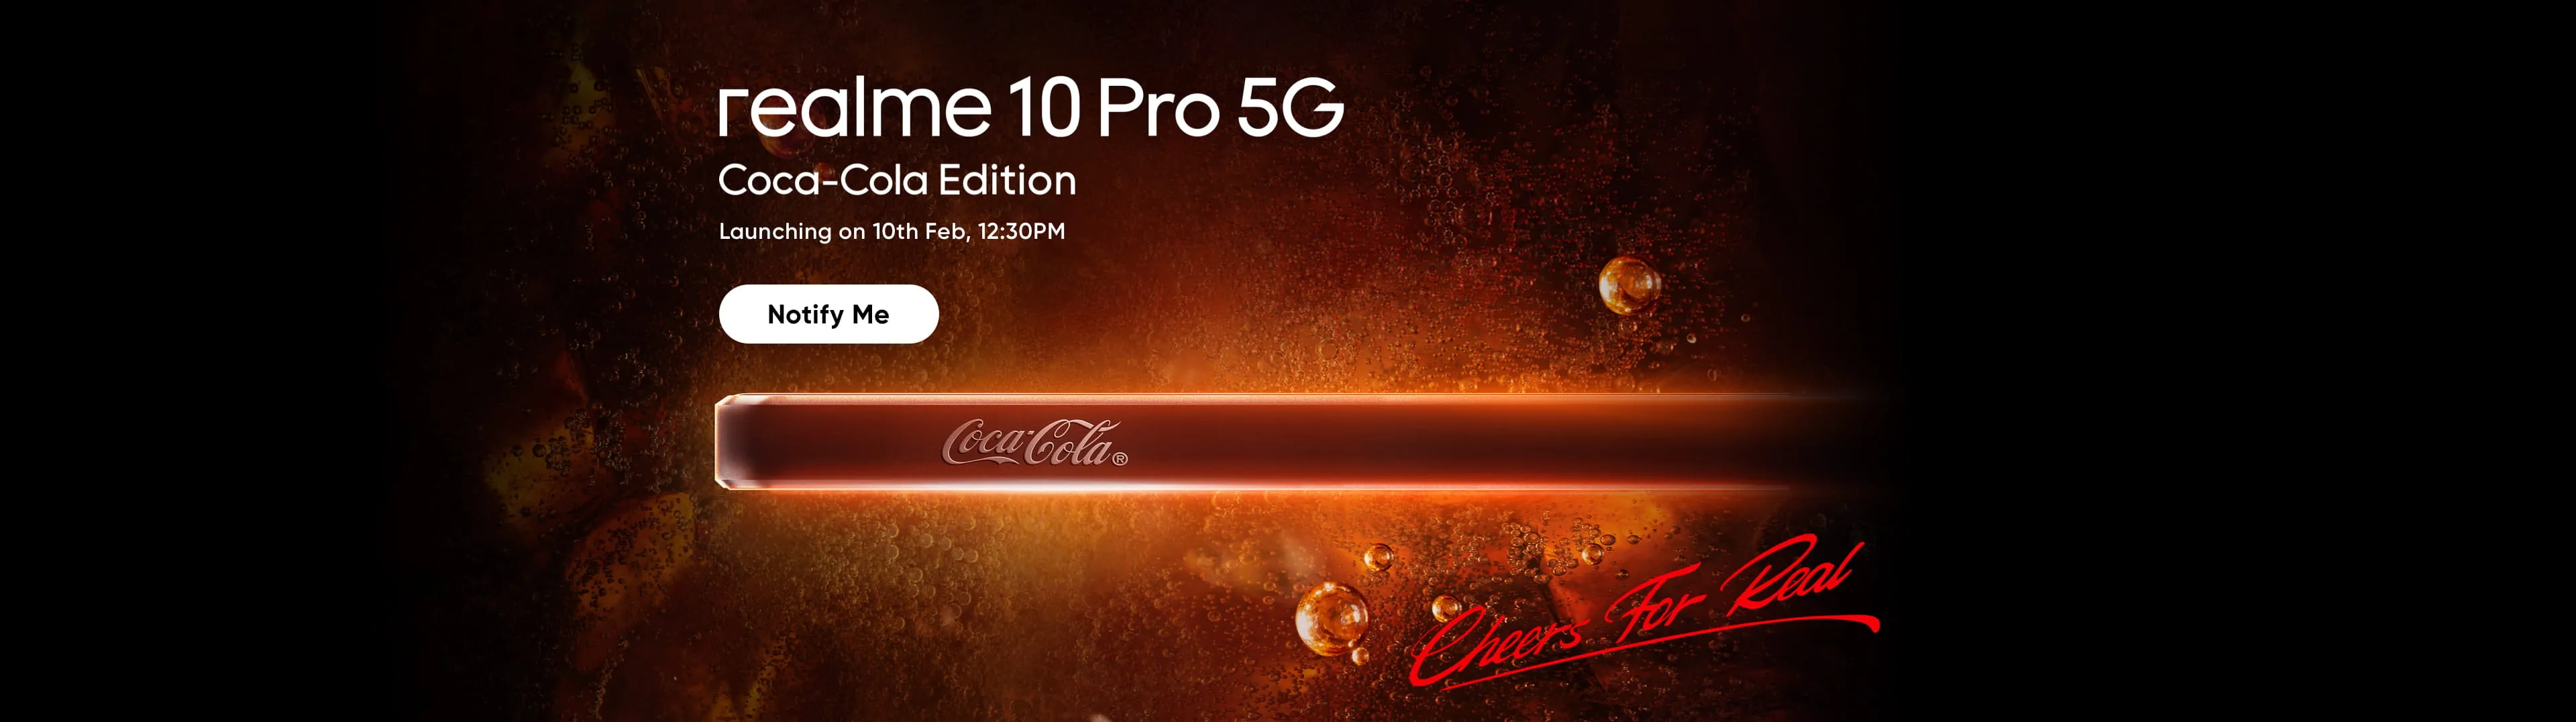 realme 10 Pro 5G
Coca-Cola Edition
Launching on 10th Feb, 12:30PM
Notify Me
Coca-Cola®
Cheers For Real